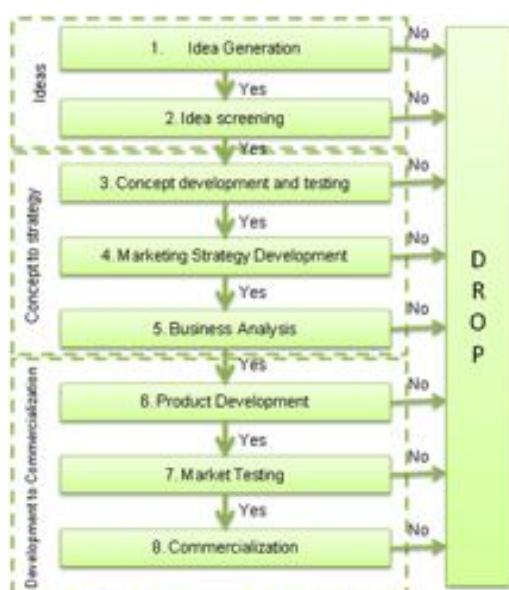 Ideas
1. Idea Generation
No
Yes
2. Idea screening
No
Yes
Concept to strategy
3. Concept development and testing
No
Yes
4. Marketing Strategy Development
No
Yes
5. Business Analysis
No
Yes
Development to Commercialization
6. Product Development
No
Yes
7. Market Testing
No
Yes
8. Commercialization
No
DROP